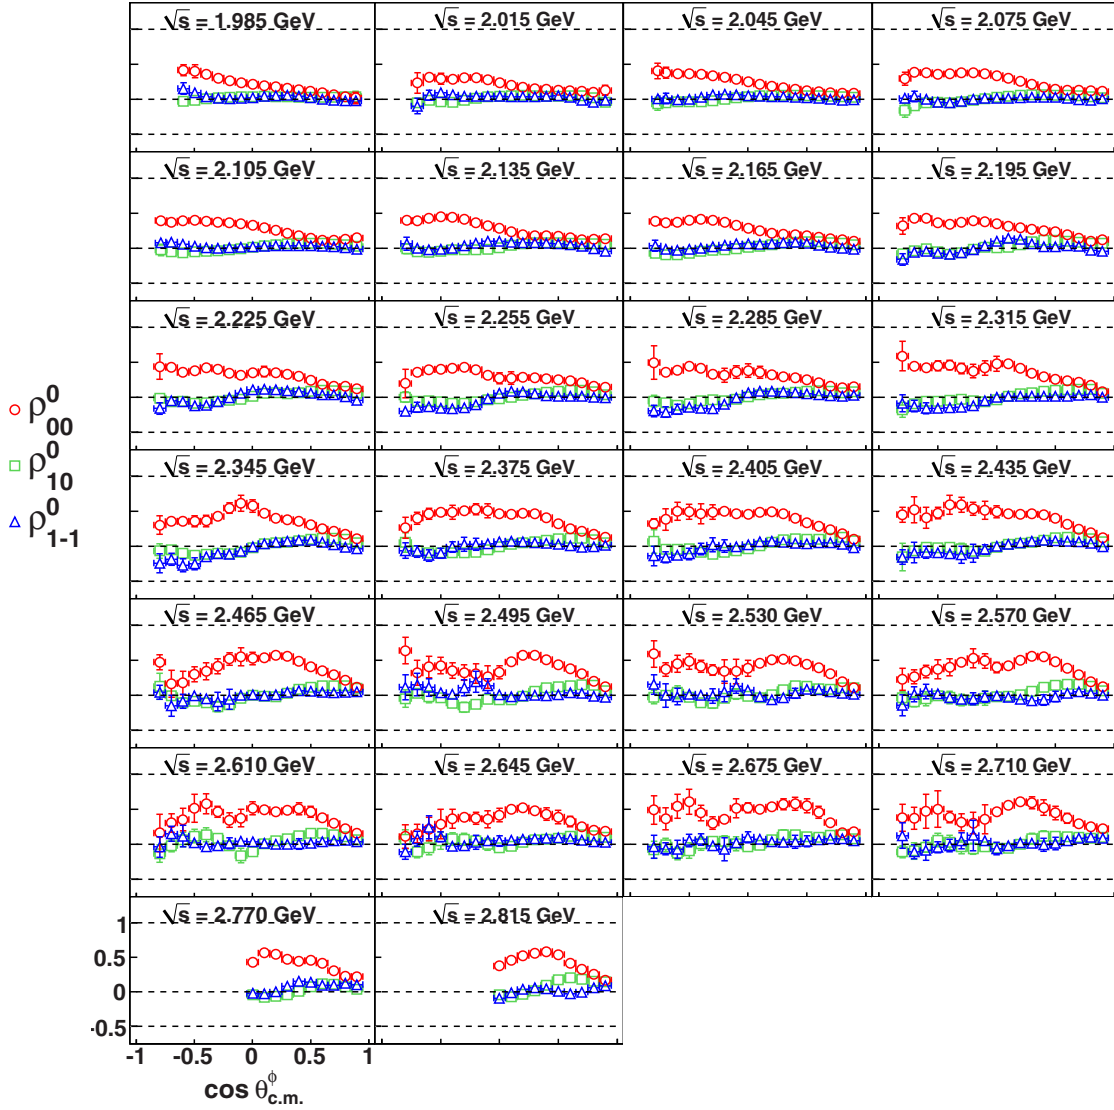 √s = 1.985 GeV √s = 2.015 GeV √s = 2.045 GeV √s = 2.075 GeV
√s = 2.105 GeV √s = 2.135 GeV √s = 2.165 GeV √s = 2.195 GeV
√s = 2.225 GeV √s = 2.255 GeV √s = 2.285 GeV √s = 2.315 GeV
ρ⁰₀₀
ρ⁰₁₀
ρ⁰₁₋₁
√s = 2.345 GeV √s = 2.375 GeV √s = 2.405 GeV √s = 2.435 GeV
√s = 2.465 GeV √s = 2.495 GeV √s = 2.530 GeV √s = 2.570 GeV
√s = 2.610 GeV √s = 2.645 GeV √s = 2.675 GeV √s = 2.710 GeV
√s = 2.770 GeV √s = 2.815 GeV
1
0.5
0
-0.5
-1 -0.5 0 0.5 1
cos θ^ϕ_c.m.